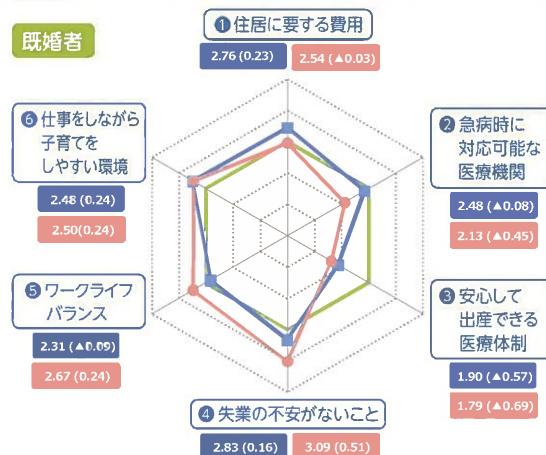 既婚者
❶ 住居に要する費用
2.76 (0.23) 2.54 (▲0.03)
❷ 急病時に
対応可能な
医療機関
2.48 (▲0.08)
2.13 (▲0.45)
❸ 安心して
出産できる
医療体制
1.90 (▲0.57)
1.79 (▲0.69)
❹ 失業の不安がないこと
2.83 (0.16) 3.09 (0.51)
❺ ワークライフ
バランス
2.31 (▲0.09)
2.67 (0.24)
❻ 仕事をしながら
子育てを
しやすい環境
2.48 (0.24)
2.50(0.24)